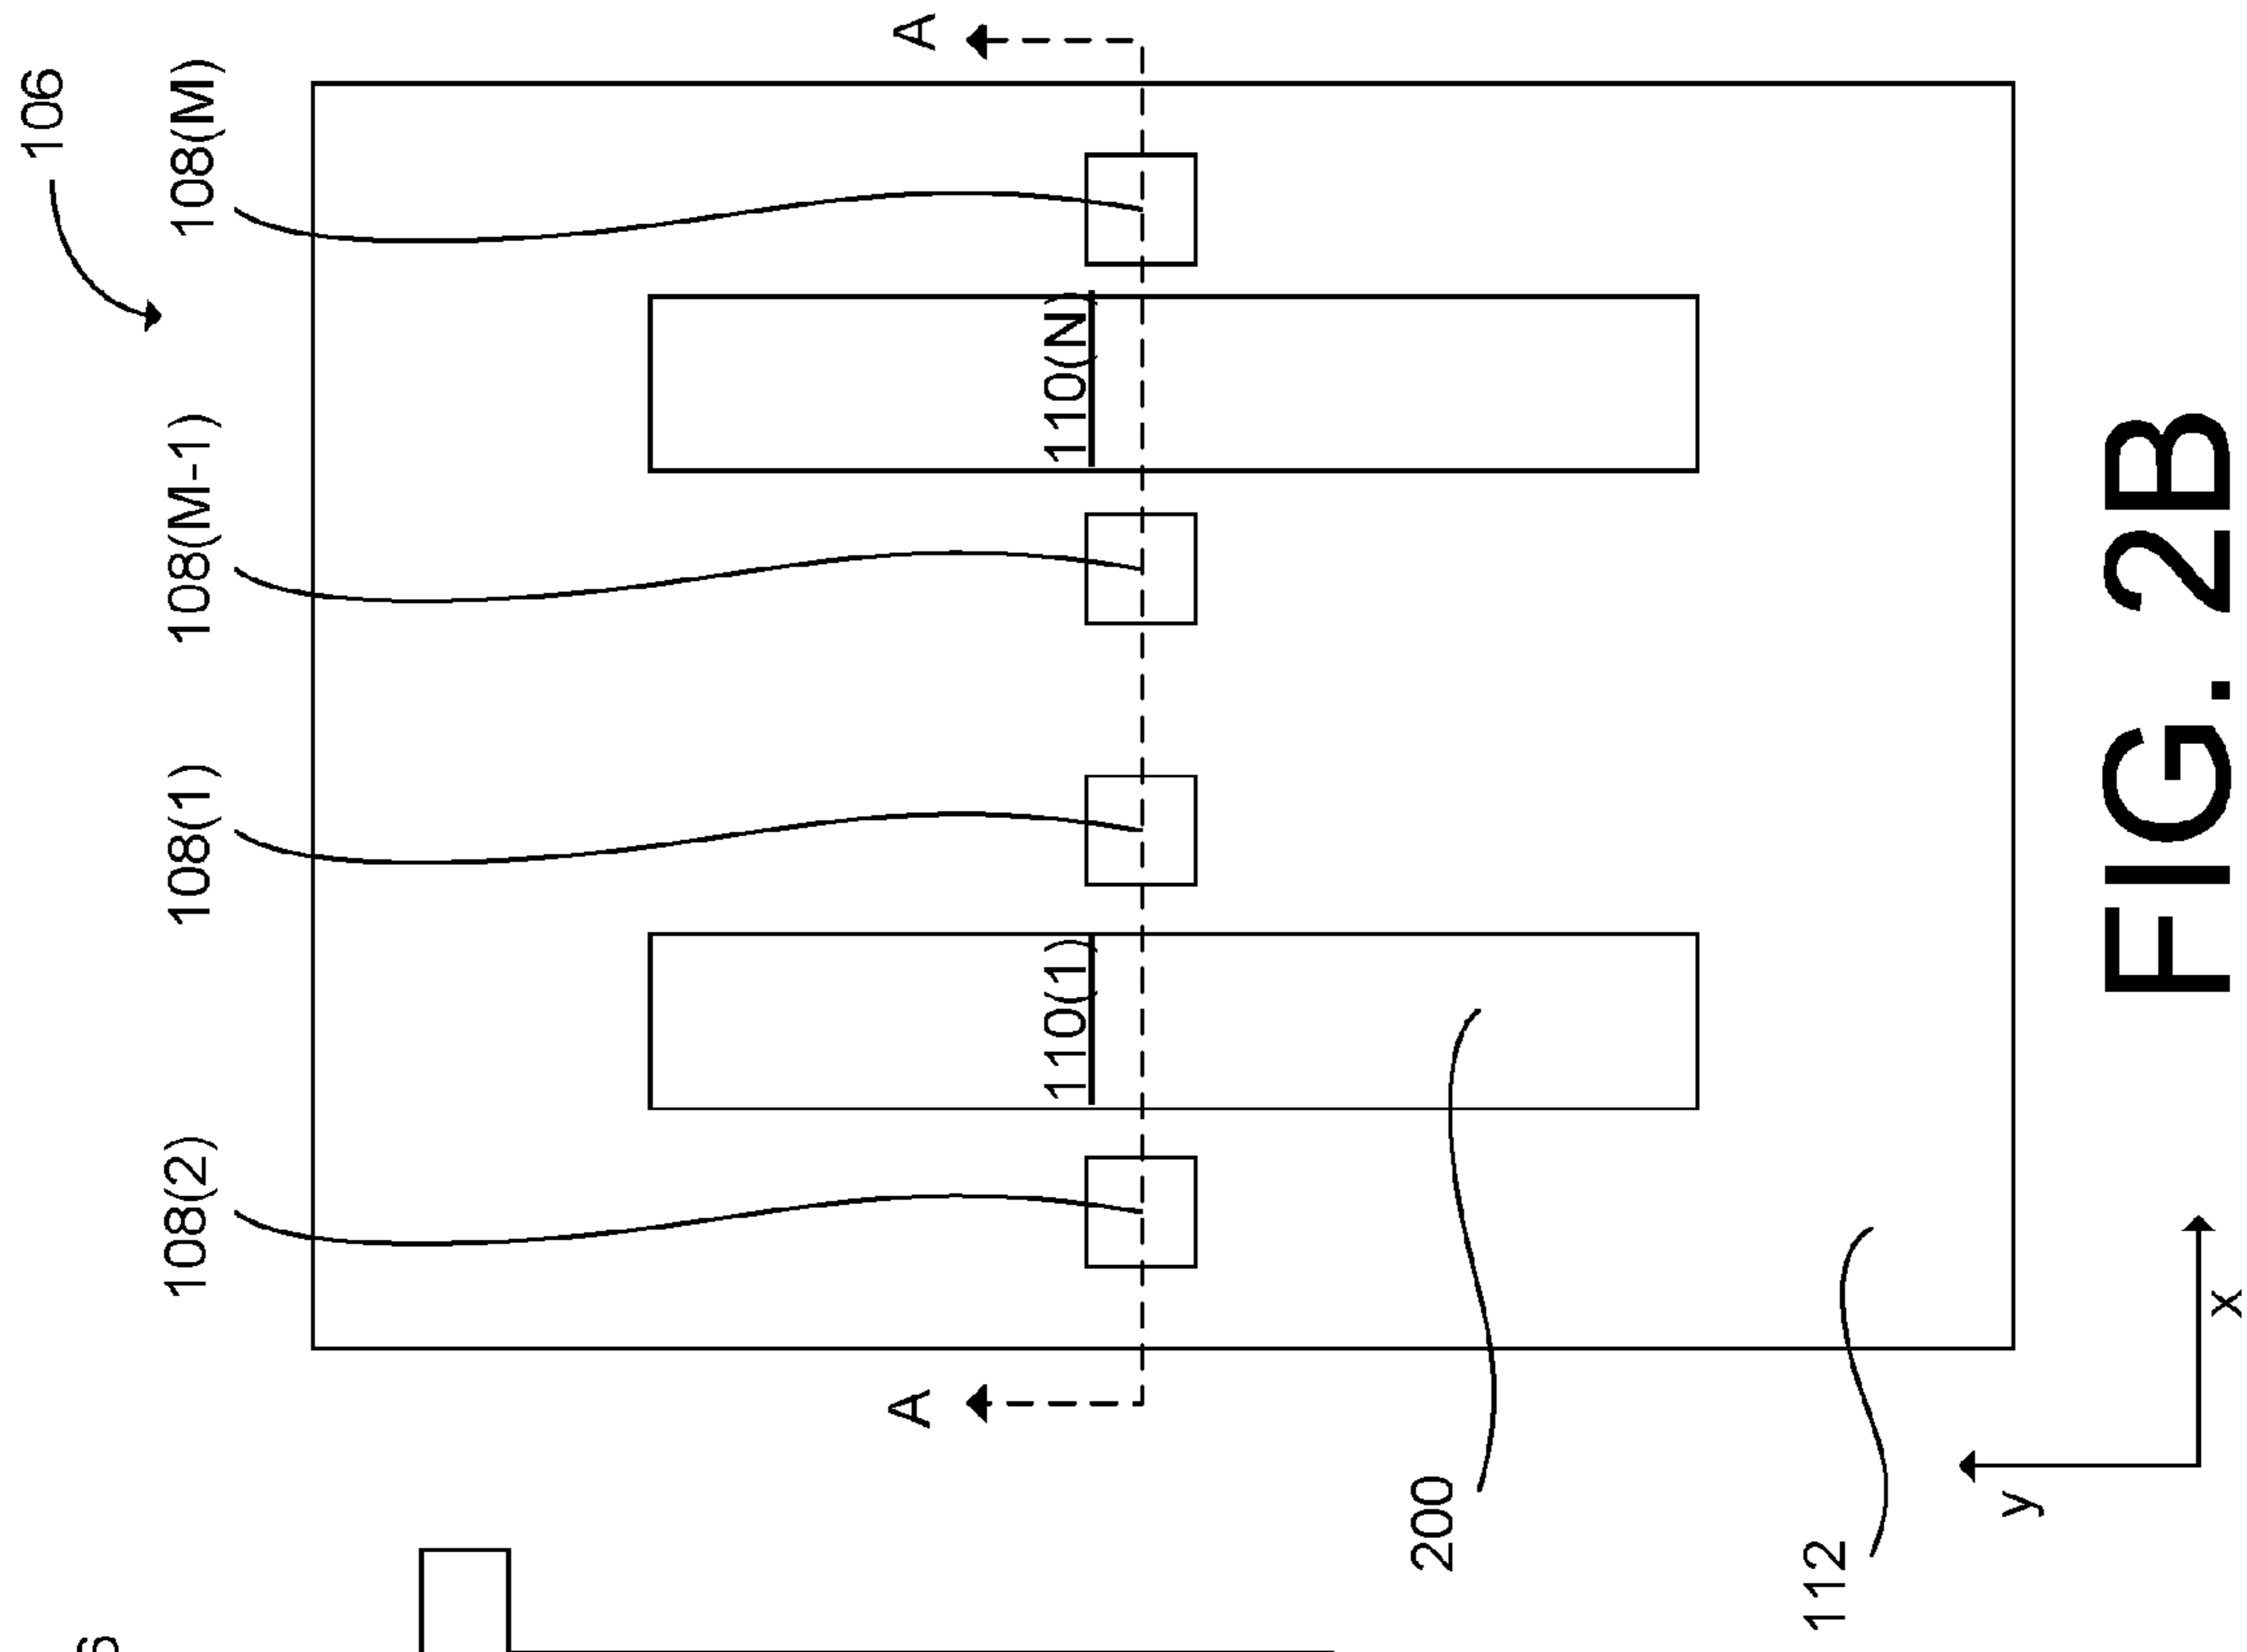 106
108(2)
108(1)
108(M-1)
108(M)
A
A
110(1)
110(N)
200
112
y
x
FIG. 2B